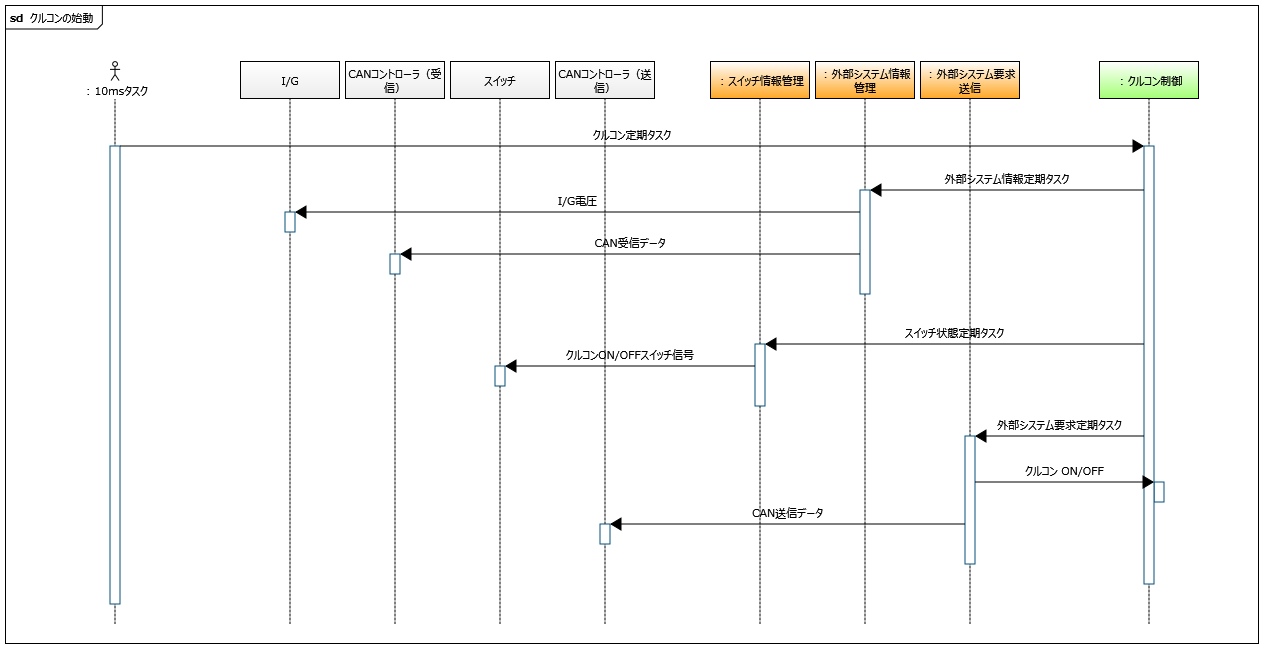 sd クルコンの始動
: 10msタスク
I/G
CANコントローラ（受
信）
スイッチ
CANコントローラ（送
信）
: スイッチ情報管理
: 外部システム情報
管理
: 外部システム要求
送信
: クルコン制御
クルコン定期タスク
外部システム情報定期タスク
I/G電圧
CAN受信データ
スイッチ状態定期タスク
クルコンON/OFFスイッチ信号
外部システム要求定期タスク
クルコン ON/OFF
CAN送信データ